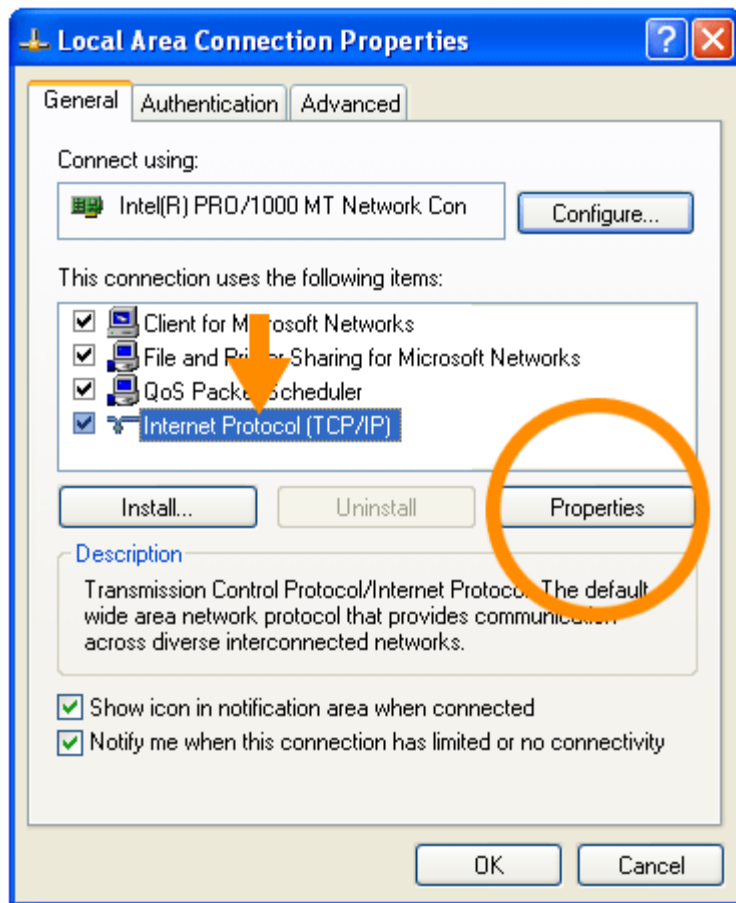 Local Area Connection Properties
General Authentication Advanced
Connect using:
Intel(R) PRO/1000 MT Network Con
Configure...
This connection uses the following items:
Client for Microsoft Networks
File and Printer Sharing for Microsoft Networks
QoS Packet Scheduler
Internet Protocol (TCP/IP)
Install... Uninstall Properties
Description
Transmission Control Protocol/Internet Protocol. The default
wide area network protocol that provides communication
across diverse interconnected networks.
Show icon in notification area when connected
Notify me when this connection has limited or no connectivity
OK Cancel